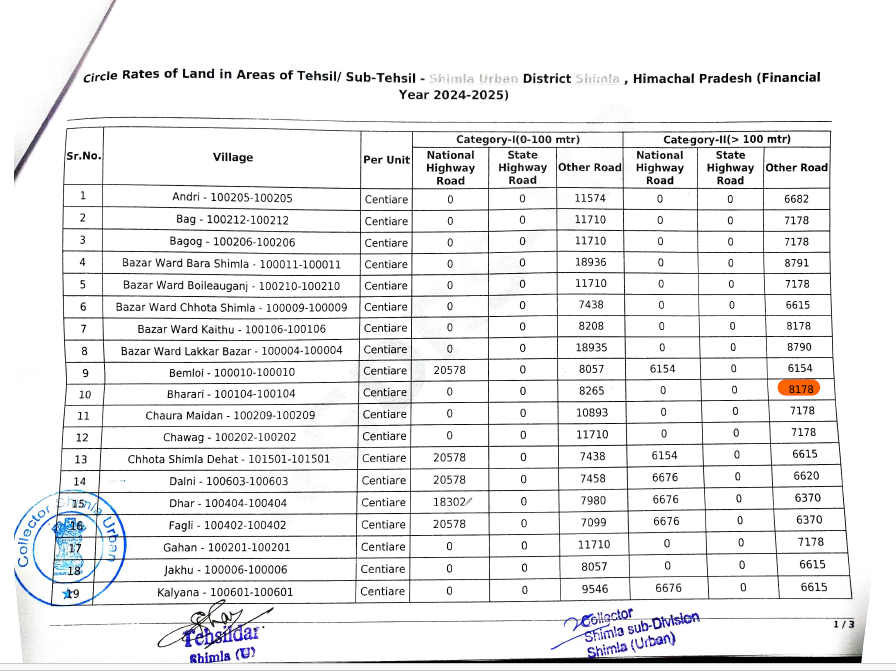 Circle Rates of Land in Areas of Tehsil/ Sub-Tehsil - Shimla Urban District Shimla , Himachal Pradesh (Financial
Year 2024-2025)
Sr.No. Village Per Unit Category-I(0-100 mtr) Category-II(> 100 mtr)
National Highway Road State Highway Road Other Road National Highway Road State Highway Road Other Road
1 Andri - 100205-100205 Centiare 0 0 11574 0 0 6682
2 Bag - 100212-100212 Centiare 0 0 11710 0 0 7178
3 Bagog - 100206-100206 Centiare 0 0 11710 0 0 7178
4 Bazar Ward Bara Shimla - 100011-100011 Centiare 0 0 18936 0 0 8791
5 Bazar Ward Boileauganj - 100210-100210 Centiare 0 0 11710 0 0 7178
6 Bazar Ward Chhota Shimla - 100009-100009 Centiare 0 0 7438 0 0 6615
7 Bazar Ward Kaithu - 100106-100106 Centiare 0 0 8208 0 0 8178
8 Bazar Ward Lakkar Bazar - 100004-100004 Centiare 0 0 18935 0 0 8790
9 Bemloi - 100010-100010 Centiare 20578 0 8057 6154 0 6154
10 Bharari - 100104-100104 Centiare 0 0 8265 0 0 8178
11 Chaura Maidan - 100209-100209 Centiare 0 0 10893 0 0 7178
12 Chawag - 100202-100202 Centiare 0 0 11710 0 0 7178
13 Chhota Shimla Dehat - 101501-101501 Centiare 20578 0 7438 6154 0 6615
14 Dalni - 100603-100603 Centiare 20578 0 7458 6676 0 6620
15 Dhar - 100404-100404 Centiare 18302 0 7980 6676 0 6370
16 Fagli - 100402-100402 Centiare 20578 0 7099 6676 0 6370
17 Gahan - 100201-100201 Centiare 0 0 11710 0 0 7178
18 Jakhu - 100006-100006 Centiare 0 0 8057 0 0 6615
19 Kalyana - 100601-100601 Centiare 0 0 9546 6676 0 6615
Collector Shimla Urban
Tehsildar
Shimla (U)
Collector
Shimla sub-Division
Shimla (Urban)
1 / 3